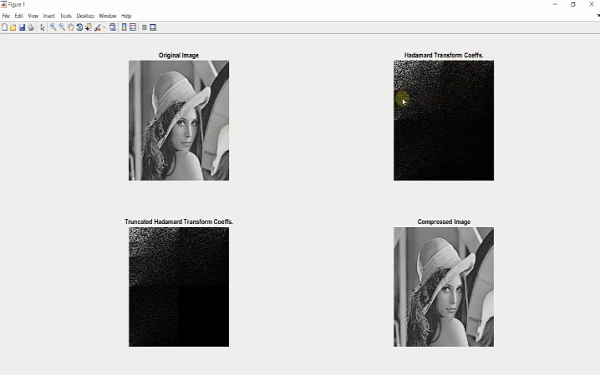 Figure 1
File Edit View Insert Tools Desktop Window Help
Original Image
Hadamard Transform Coeffs.
Truncated Hadamard Transform Coeffs.
Compressed Image